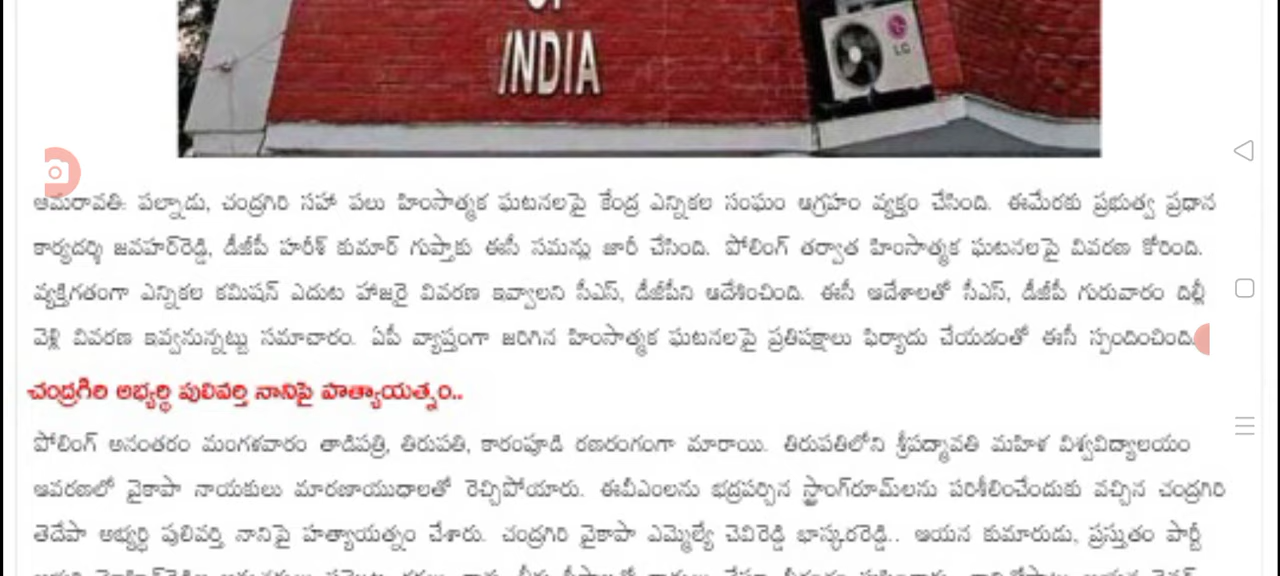 INDIA
LG
అమరావతి: పల్నాడు, చంద్రగిరి సహా పలు హింసాత్మక ఘటనలపై కేంద్ర ఎన్నికల సంఘం ఆగ్రహం వ్యక్తం చేసింది. ఈమేరకు ప్రభుత్వ ప్రధాన
కార్యదర్శి జవహర్‌రెడ్డి, డీజీపీ హరీశ్ కుమార్ గుప్తాకు ఈసీ సమన్లు జారీ చేసింది. పోలింగ్ తర్వాత హింసాత్మక ఘటనలపై వివరణ కోరింది.
వ్యక్తిగతంగా ఎన్నికల కమిషన్ ఎదుట హాజరై వివరణ ఇవ్వాలని సీఎస్, డీజీపీని ఆదేశించింది. ఈసీ ఆదేశాలతో సీఎస్, డీజీపీ గురువారం దిల్లీ
వెళ్లి వివరణ ఇవ్వనున్నట్టు సమాచారం. ఏపీ వ్యాప్తంగా జరిగిన హింసాత్మక ఘటనలపై ప్రతిపక్షాలు ఫిర్యాదు చేయడంతో ఈసీ స్పందించింది.
చంద్రగిరి అభ్యర్థి పులివర్తి నానిపై హత్యాయత్నం..
పోలింగ్ అనంతరం మంగళవారం తాడిపత్రి, తిరుపతి, కారంపూడి రణరంగంగా మారాయి. తిరుపతిలోని శ్రీపద్మావతి మహిళ విశ్వవిద్యాలయం
ఆవరణలో వైకాపా నాయకులు మారణాయుధాలతో రెచ్చిపోయారు. ఈవీఎంలను భద్రపర్చిన స్ట్రాంగ్‌రూమ్‌లను పరిశీలించేందుకు వచ్చిన చంద్రగిరి
తెదేపా అభ్యర్థి పులివర్తి నానిపై హత్యాయత్నం చేశారు. చంద్రగిరి వైకాపా ఎమ్మెల్యే చెవిరెడ్డి భాస్కరరెడ్డి.. ఆయన కుమారుడు, ప్రస్తుతం పార్టీ